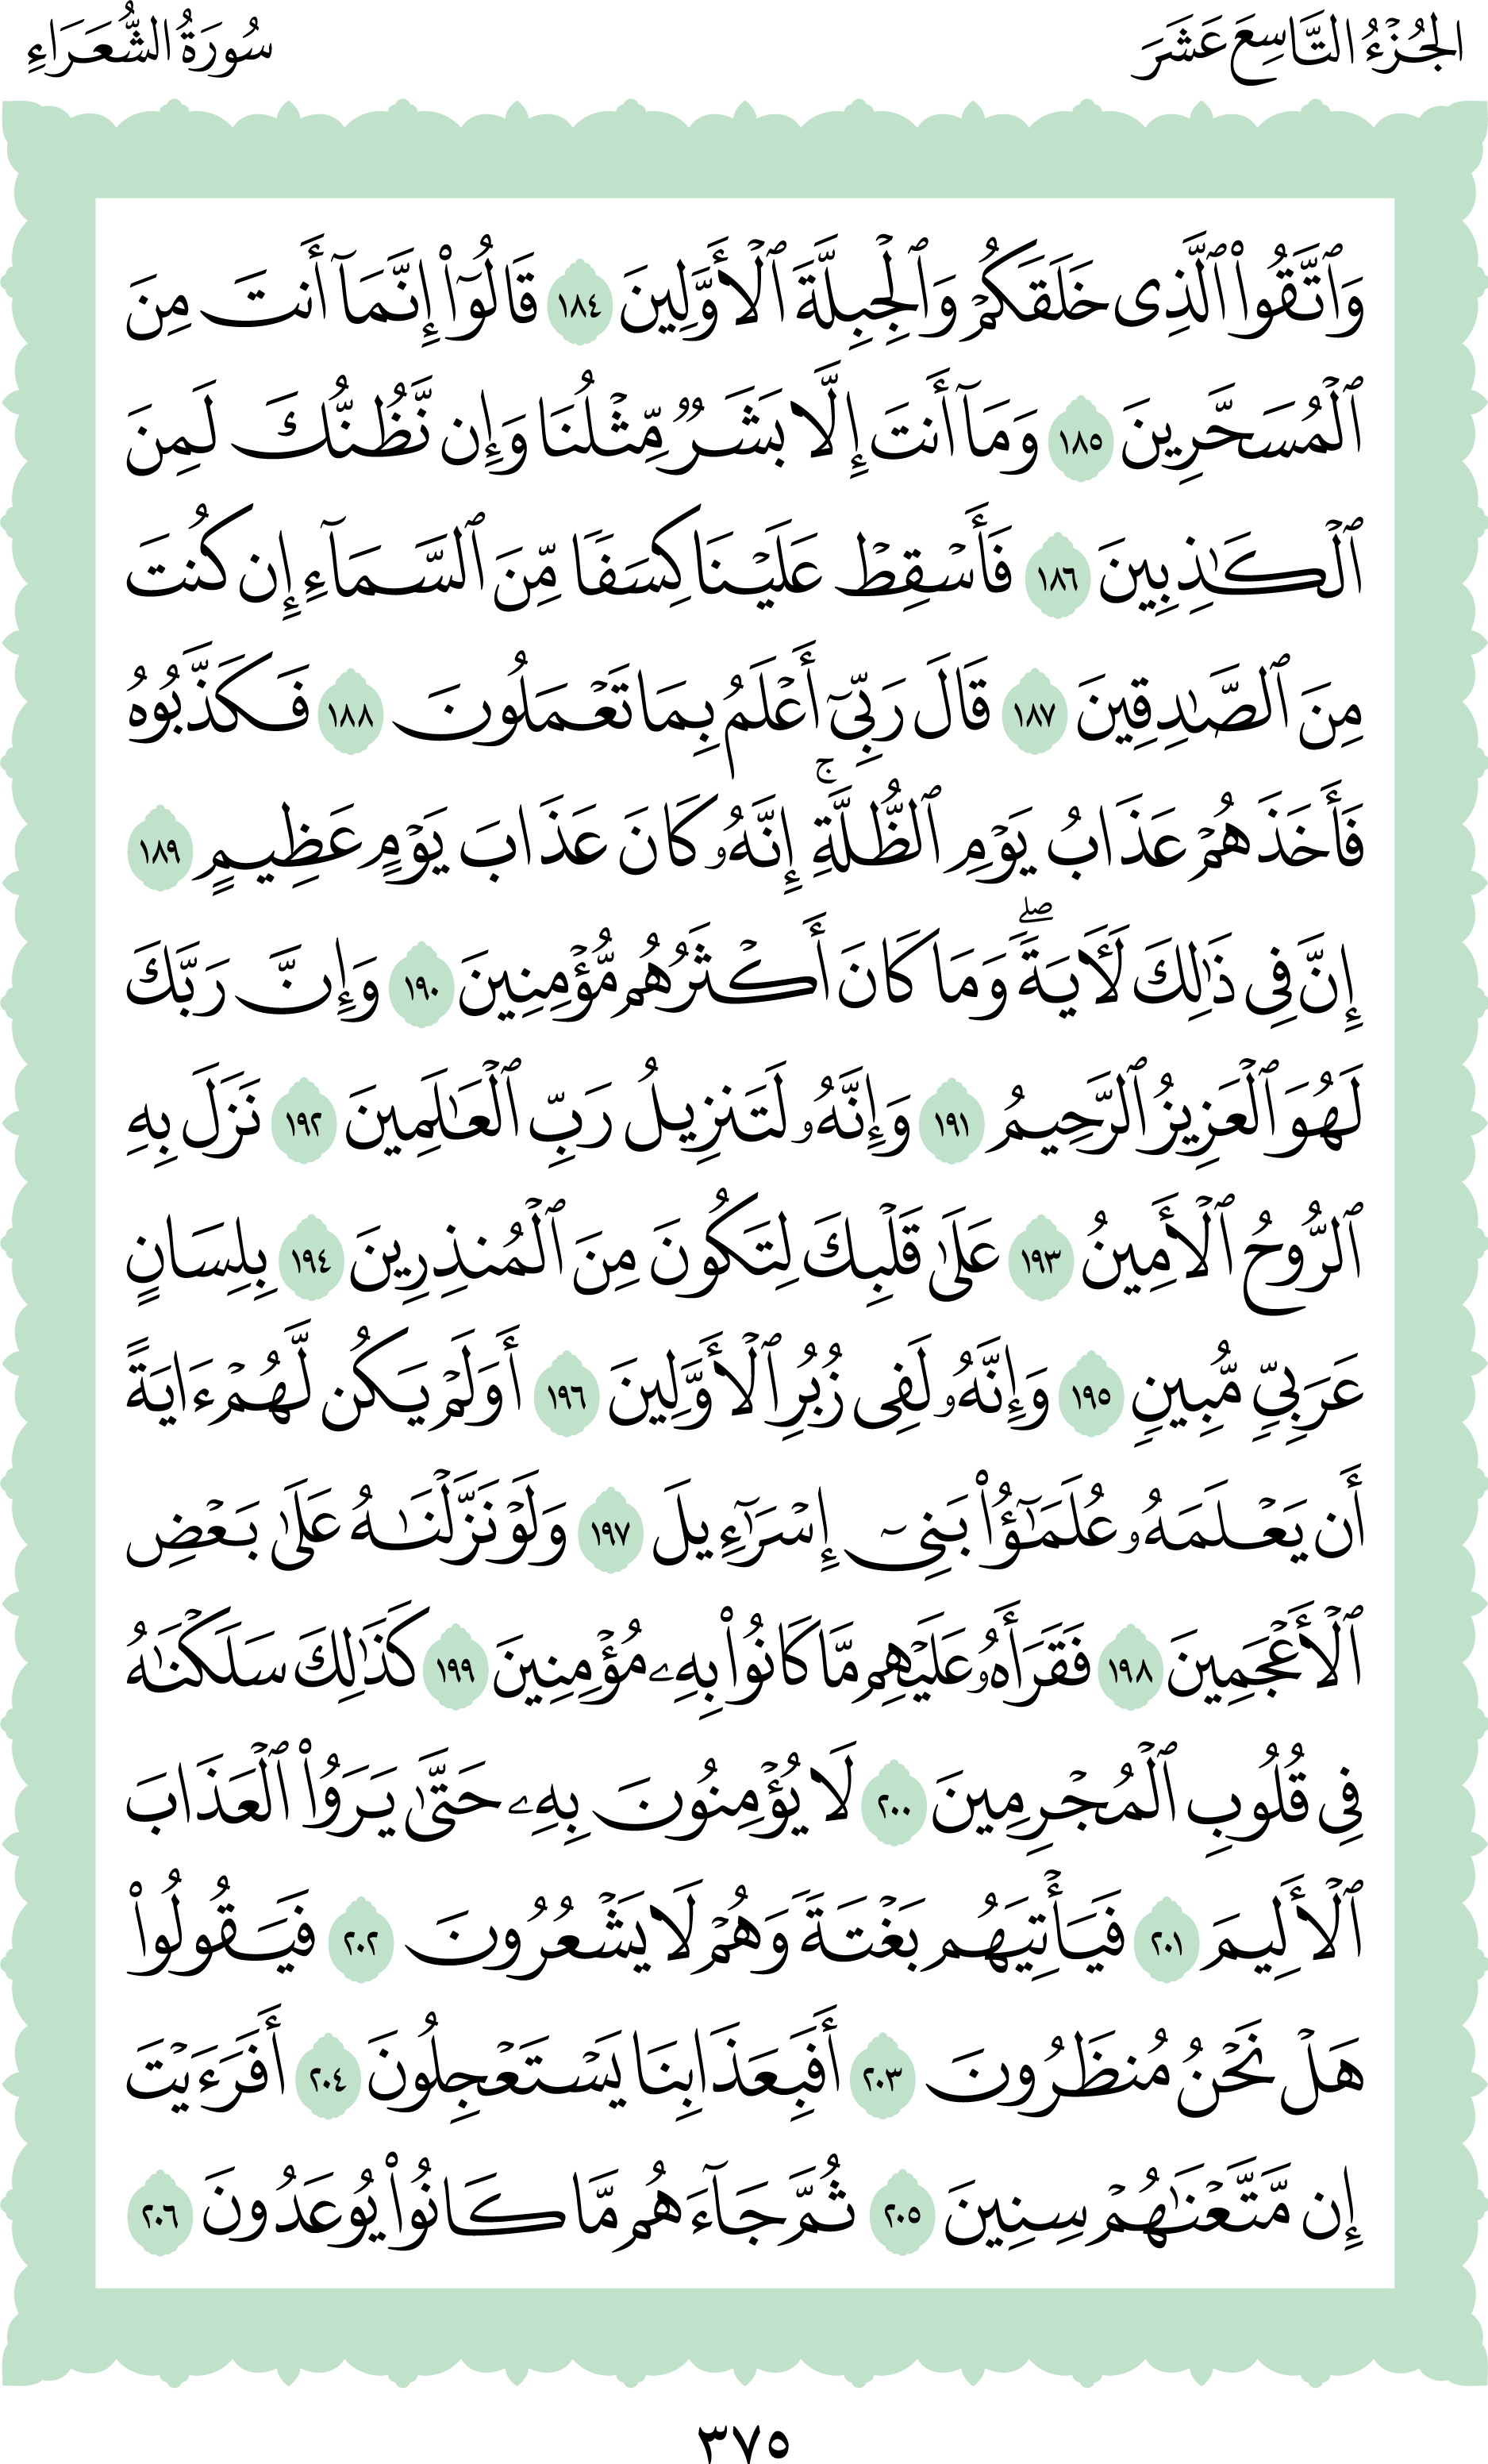 الجُزْءُ التَّاسِعَ عَشَرَ
سُورَةُ الشُّعَرَاءِ
وَٱتَّقُوا۟ ٱلَّذِى خَلَقَكُمْ وَٱلْجِبِلَّةَ ٱلْأَوَّلِينَ ١٨٤ قَالُوٓا۟ إِنَّمَآ أَنتَ مِنَ
ٱلْمُسَحَّرِينَ ١٨٥ وَمَآ أَنتَ إِلَّا بَشَرٌ مِّثْلُنَا وَإِن نَّظُنُّكَ لَمِنَ
ٱلْكَٰذِبِينَ ١٨٦ فَأَسْقِطْ عَلَيْنَا كِسَفًا مِّنَ ٱلسَّمَآءِ إِن كُنتَ
مِنَ ٱلصَّٰدِقِينَ ١٨٧ قَالَ رَبِّىٓ أَعْلَمُ بِمَا تَعْمَلُونَ ١٨٨ فَكَذَّبُوهُ
فَأَخَذَهُمْ عَذَابُ يَوْمِ ٱلظُّلَّةِ ۚ إِنَّهُۥ كَانَ عَذَابَ يَوْمٍ عَظِيمٍ ١٨٩
إِنَّ فِى ذَٰلِكَ لَـَٔايَةً ۖ وَمَا كَانَ أَكْثَرُهُم مُّؤْمِنِينَ ١٩٠ وَإِنَّ رَبَّكَ
لَهُوَ ٱلْعَزِيزُ ٱلرَّحِيمُ ١٩١ وَإِنَّهُۥ لَتَنزِيلُ رَبِّ ٱلْعَٰلَمِينَ ١٩٢ نَزَلَ بِهِ
ٱلرُّوحُ ٱلْأَمِينُ ١٩٣ عَلَىٰ قَلْبِكَ لِتَكُونَ مِنَ ٱلْمُنذِرِينَ ١٩٤ بِلِسَانٍ
عَرَبِىٍّ مُّبِينٍ ١٩٥ وَإِنَّهُۥ لَفِى زُبُرِ ٱلْأَوَّلِينَ ١٩٦ أَوَلَمْ يَكُن لَّهُمْ ءَايَةً
أَن يَعْلَمَهُۥ عُلَمَٰٓؤُا۟ بَنِىٓ إِسْرَٰٓءِيلَ ١٩٧ وَلَوْ نَزَّلْنَٰهُ عَلَىٰ بَعْضِ
ٱلْأَعْجَمِينَ ١٩٨ فَقَرَأَهُۥ عَلَيْهِم مَّا كَانُوا۟ بِهِۦ مُؤْمِنِينَ ١٩٩ كَذَٰلِكَ سَلَكْنَٰهُ
فِى قُلُوبِ ٱلْمُجْرِمِينَ ٢٠٠ لَا يُؤْمِنُونَ بِهِۦ حَتَّىٰ يَرَوُا۟ ٱلْعَذَابَ
ٱلْأَلِيمَ ٢٠١ فَيَأْتِيَهُم بَغْتَةً وَهُمْ لَا يَشْعُرُونَ ٢٠٢ فَيَقُولُوا۟
هَلْ نَحْنُ مُنظَرُونَ ٢٠٣ أَفَبِعَذَابِنَا يَسْتَعْجِلُونَ ٢٠٤ أَفَرَءَيْتَ
إِن مَّتَّعْنَٰهُمْ سِنِينَ ٢٠٥ ثُمَّ جَآءَهُم مَّا كَانُوا۟ يُوعَدُونَ ٢٠٦
٣٧٥